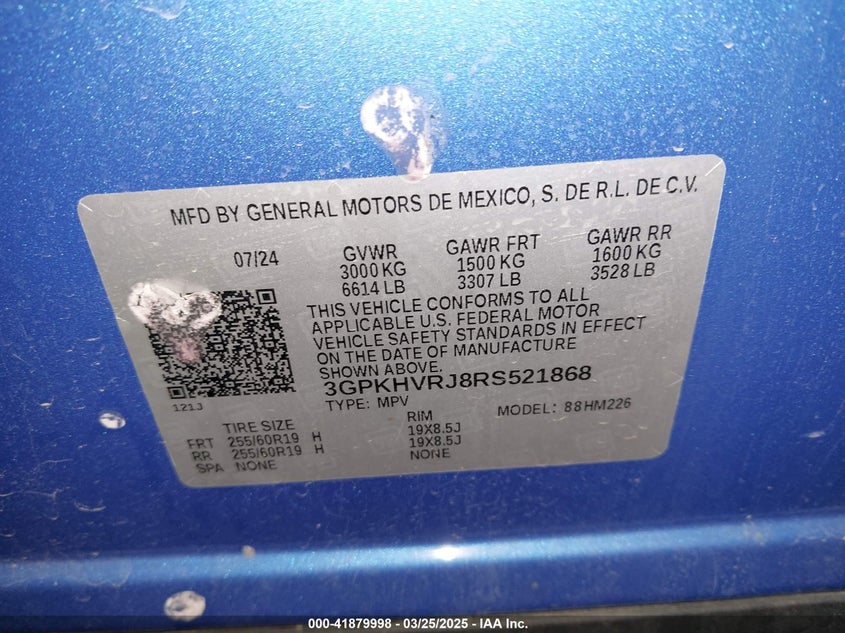 MFD BY GENERAL MOTORS DE MEXICO, S. DE R.L. DE C.V.
07/24 GVWR GAWR FRT GAWR RR
3000 KG 1500 KG 1600 KG
6614 LB 3307 LB 3528 LB
THIS VEHICLE CONFORMS TO ALL
APPLICABLE U.S. FEDERAL MOTOR
VEHICLE SAFETY STANDARDS IN EFFECT
ON THE DATE OF MANUFACTURE
SHOWN ABOVE.
3GPKHVRJ8RS521868
121J
TYPE: MPV MODEL: 88HM226
TIRE SIZE RIM
FRT 255/60R19 H 19X8.5J
RR 255/60R19 H 19X8.5J
SPA NONE NONE
000-41879998 - 03/25/2025 - IAA Inc.